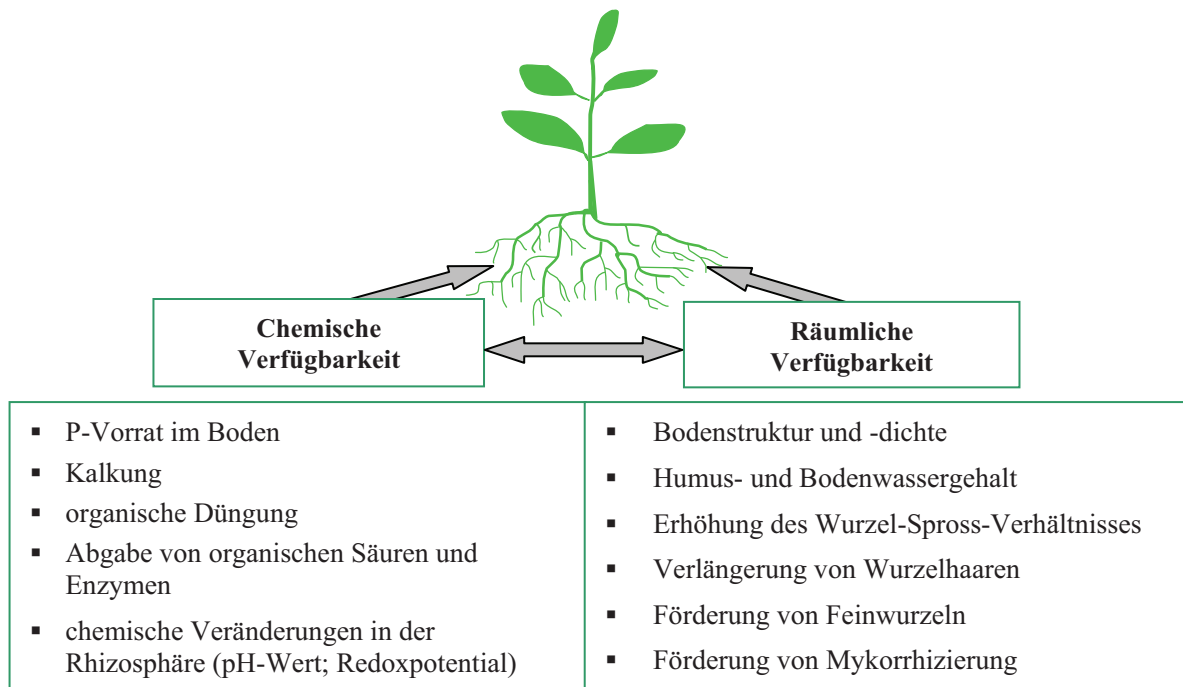 Chemische
Verfügbarkeit
Räumliche
Verfügbarkeit
▪ P-Vorrat im Boden
▪ Kalkung
▪ organische Düngung
▪ Abgabe von organischen Säuren und
Enzymen
▪ chemische Veränderungen in der
Rhizosphäre (pH-Wert; Redoxpotential)
▪ Bodenstruktur und -dichte
▪ Humus- und Bodenwassergehalt
▪ Erhöhung des Wurzel-Spross-Verhältnisses
▪ Verlängerung von Wurzelhaaren
▪ Förderung von Feinwurzeln
▪ Förderung von Mykorrhizierung